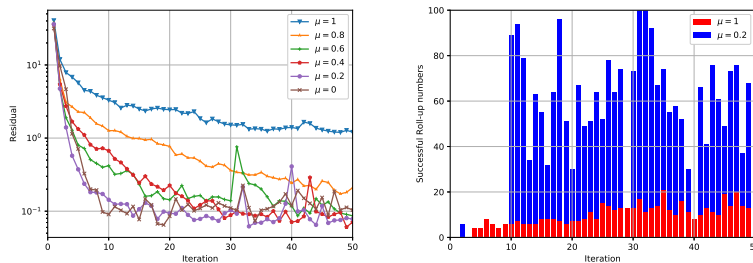 μ = 1
μ = 0.8
μ = 0.6
μ = 0.4
μ = 0.2
μ = 0
10¹
10⁰
10⁻¹
Residual
0 10 20 30 40 50
Iteration
μ = 1
μ = 0.2
100
80
60
40
20
0
Successful Roll-up numbers
0 10 20 30 40 50
Iteration